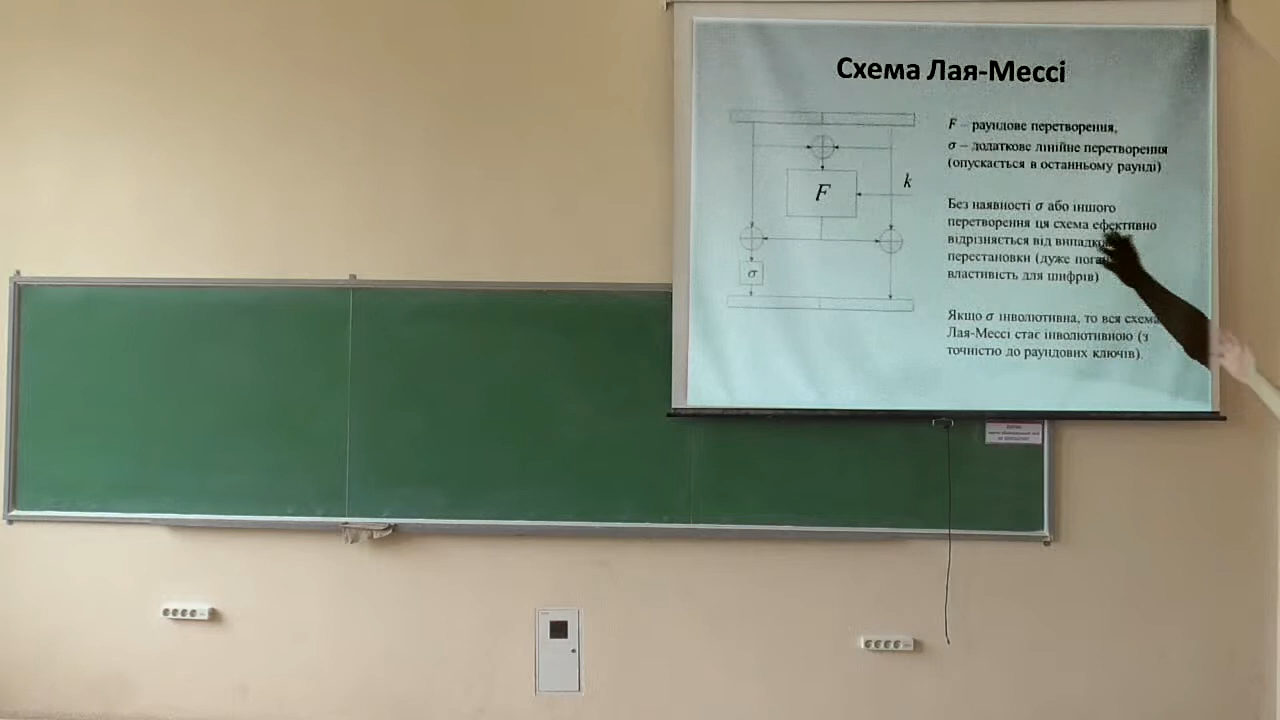 Схема Лая-Мессі
F
k
σ
F – раундове перетворення,
σ – додаткове лінійне перетворення
(опускається в останньому раунді)
Без наявності σ або іншого
перетворення ця схема ефективно
відрізняється від
перестановки (дуже
властивість для шифрів)
Якщо σ інволютивна, то вся схема
Лая-Мессі стає інволютивною (з
точністю до раундових ключів).